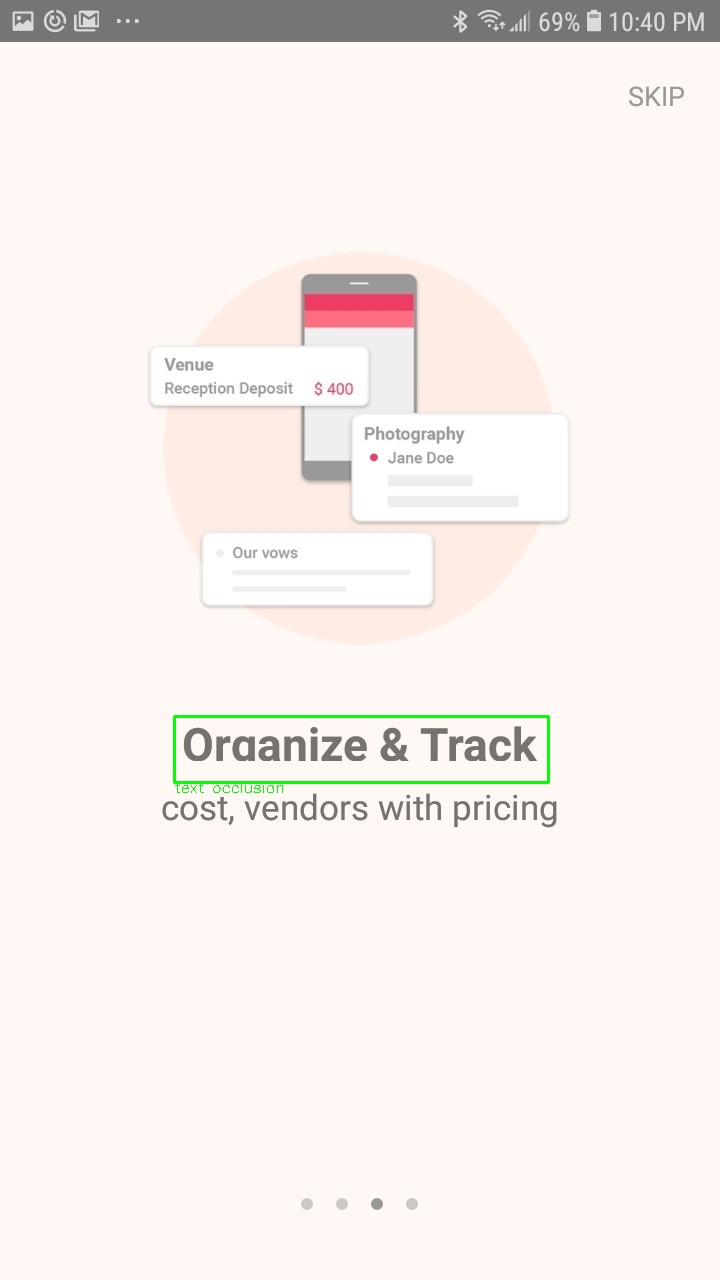 69% 10:40 PM
SKIP
Venue
Reception Deposit $ 400
Photography
Jane Doe
Our vows
Organize & Track
text occlusion
cost, vendors with pricing